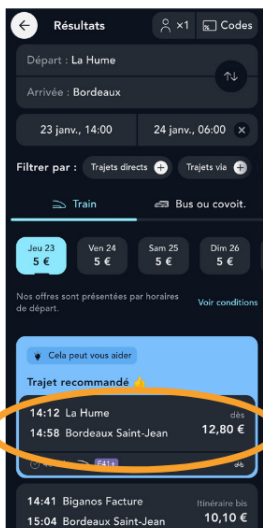 Résultats
×1
Codes
Départ : La Hume
Arrivée : Bordeaux
23 janv., 14:00
24 janv., 06:00
Filtrer par :
Trajets directs
Trajets via
Train
Bus ou covoit.
Jeu 23
5 €
Ven 24
5 €
Sam 25
5 €
Dim 26
5 €
Nos offres sont présentées par horaires
de départ.
Voir conditions
Cela peut vous aider
Trajet recommandé 👍
14:12 La Hume
dès
14:58 Bordeaux Saint-Jean
12,80 €
14:41 Biganos Facture
Itinéraire bis
15:04 Bordeaux Saint-Jean
10,10 €